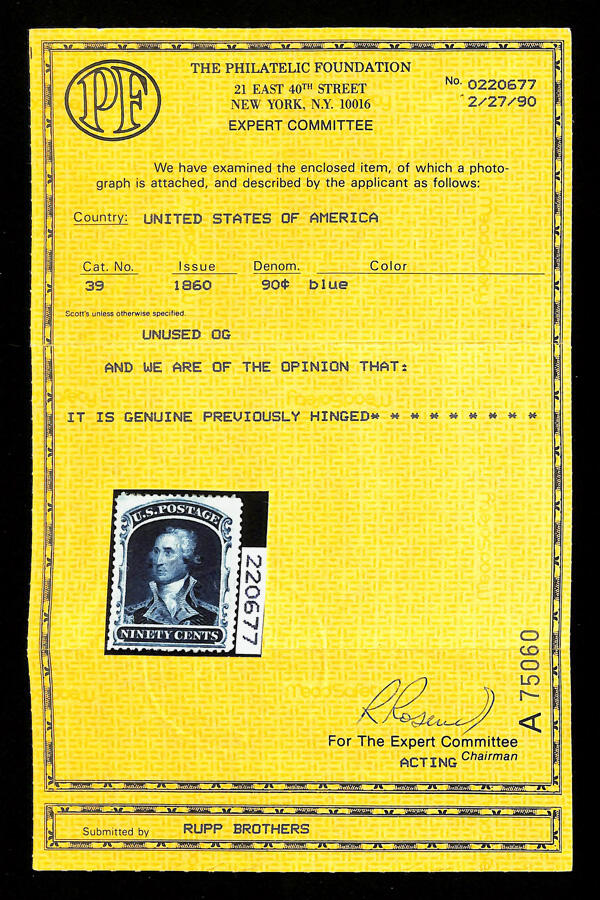 PF
THE PHILATELIC FOUNDATION
21 EAST 40TH STREET
NEW YORK, N.Y. 10016
EXPERT COMMITTEE
No. 0220677
2/27/90
We have examined the enclosed item, of which a photo-
graph is attached, and described by the applicant as follows:
Country: UNITED STATES OF AMERICA
Cat. No. Issue Denom. Color
39 1860 90¢ blue
Scott's unless otherwise specified.
UNUSED OG
AND WE ARE OF THE OPINION THAT:
IT IS GENUINE PREVIOUSLY HINGED* * * * * * * * * *
U.S. POSTAGE
NINETY CENTS
220677
A 75060
For The Expert Committee
ACTING Chairman
Submitted by RUPP BROTHERS